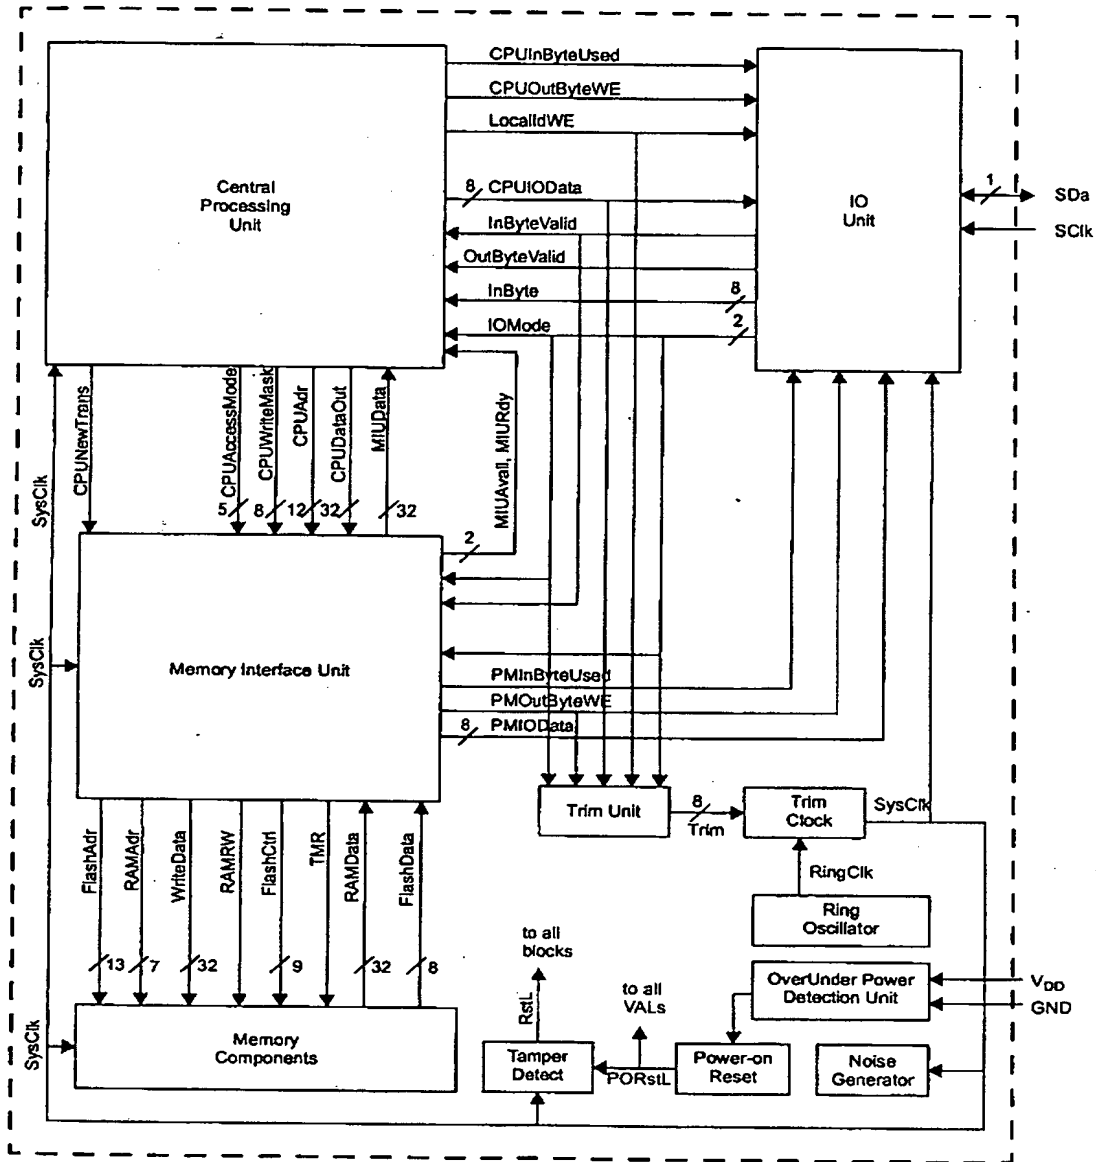 CPUInByteUsed
CPUOutByteWE
LocalIdWE
8 CPUIOData
InByteValid
OutByteValid
InByte 8
IOMode 2
Central
Processing
Unit
IO
Unit
1
SDa
SClk
SysClk
CPUNewTrans
CPUAccessMode
CPUWriteMask
CPUAdr
CPUDataOut
MIUData
MIUAvail, MIURdy
5 8 12 32 32
2
SysClk
Memory Interface Unit
PMInByteUsed
PMOutByteWE
8 PMIOData
Trim Unit
8
Trim
Trim
Clock
SysClk
RingClk
Ring
Oscillator
FlashAdr
RAMAdr
WriteData
RAMRW
FlashCtrl
TMR
RAMData
FlashData
13 7 32 9 32 8
to all
blocks
RstL
to all
VALs
OverUnder Power
Detection Unit
VDD
GND
SysClk
Memory
Components
Tamper
Detect
PORstL
Power-on
Reset
Noise
Generator